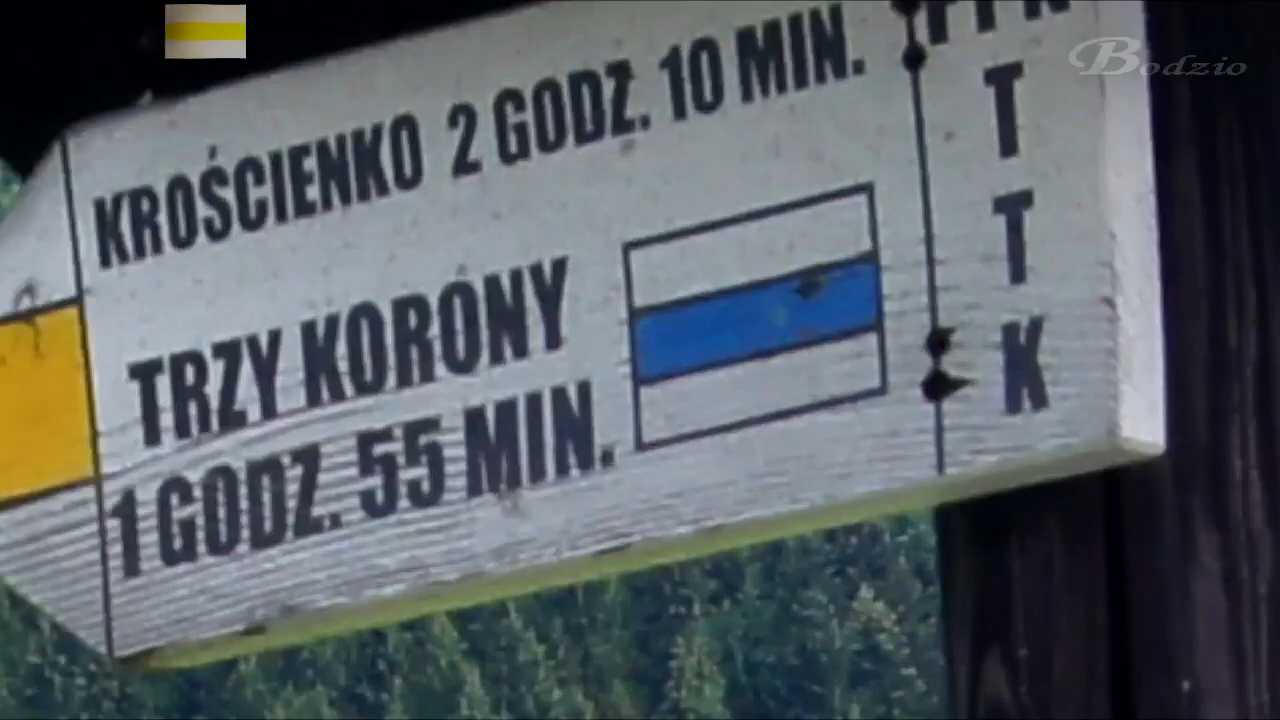 KROŚCIENKO 2 GODZ. 10 MIN.
TRZY KORONY
1 GODZ. 55 MIN.
T
T
K
Bodzio